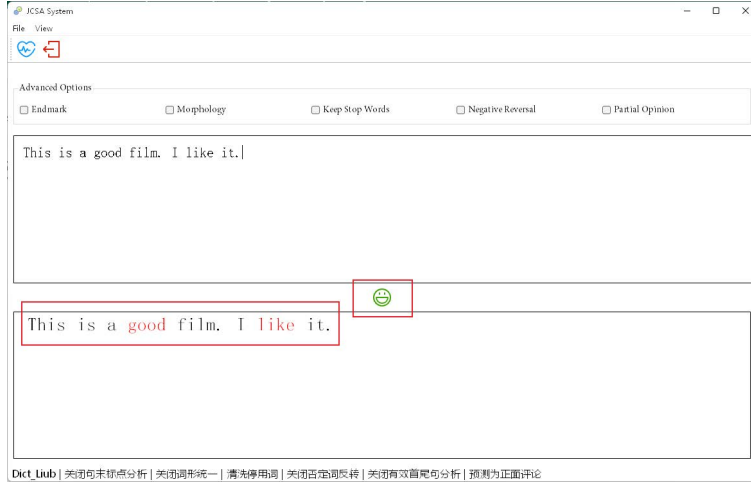 JCSA System
File View
Advanced Options
Endmark Morphology Keep Stop Words Negative Reversal Partial Opinion
This is a good film. I like it.
This is a good film. I like it.
Dict_Liub | 关闭句末标点分析 | 关闭词形统一 | 清洗停用词 | 关闭否定词反转 | 关闭有效首尾句分析 | 预测为正面评论